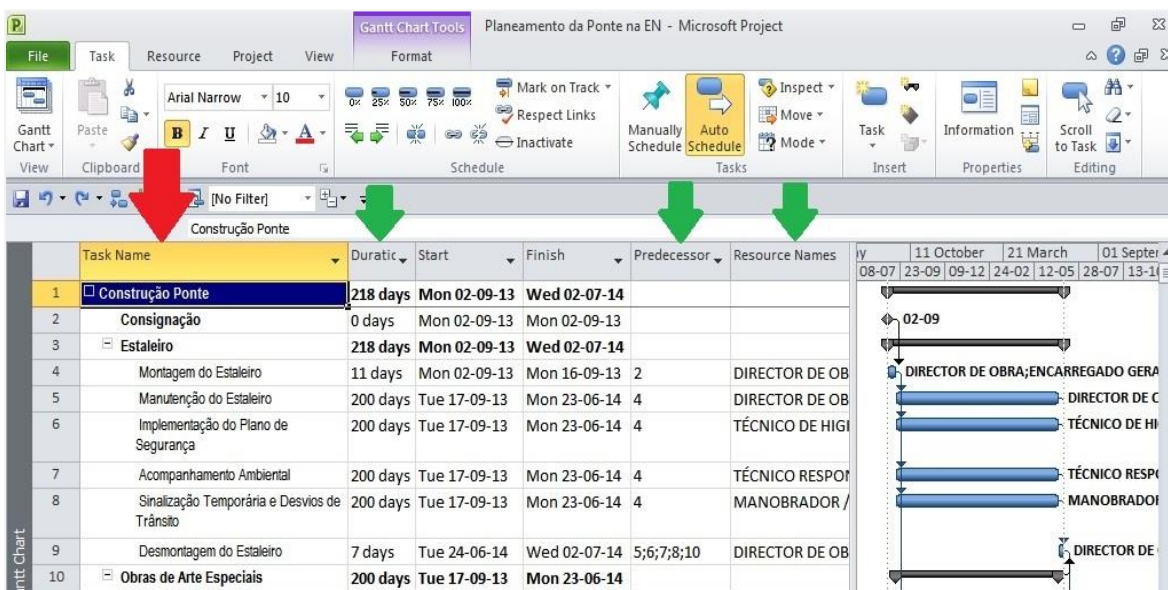 Gantt Chart Tools
Planeamento da Ponte na EN - Microsoft Project
File Task Resource Project View Format
Arial Narrow 10
0% 25% 50% 75% 100%
Mark on Track
Inspect
Respect Links
Move
Gantt Chart
Paste
B I U A
Inactivate
Manually Schedule
Auto Schedule
Mode
Task
Information
Scroll to Task
View Clipboard Font Schedule Tasks Insert Properties Editing
[No Filter]
Construção Ponte
Task Name Duratic Start Finish Predecessor Resource Names
11 October 21 March 01 Septer
08-07 23-09 09-12 24-02 12-05 28-07
1 Construção Ponte 218 days Mon 02-09-13 Wed 02-07-14
2 Consignação 0 days Mon 02-09-13 Mon 02-09-13 02-09
3 Estaleiro 218 days Mon 02-09-13 Wed 02-07-14
4 Montagem do Estaleiro 11 days Mon 02-09-13 Mon 16-09-13 2 DIRECTOR DE OB DIRECTOR DE OBRA;ENCARREGADO GERA
5 Manutenção do Estaleiro 200 days Tue 17-09-13 Mon 23-06-14 4 DIRECTOR DE OB DIRECTOR DE
6 Implementação do Plano de 200 days Tue 17-09-13 Mon 23-06-14 4 TÉCNICO DE HIGI TÉCNICO DE HI
Segurança
7 Acompanhamento Ambiental 200 days Tue 17-09-13 Mon 23-06-14 4 TÉCNICO RESPON TÉCNICO RESP
8 Sinalização Temporária e Desvios de 200 days Tue 17-09-13 Mon 23-06-14 4 MANOBRADOR / MANOBRADOR
Trânsito
9 Desmontagem do Estaleiro 7 days Tue 24-06-14 Wed 02-07-14 5;6;7;8;10 DIRECTOR DE OB DIRECTOR DE
10 Obras de Arte Especiais 200 days Tue 17-09-13 Mon 23-06-14